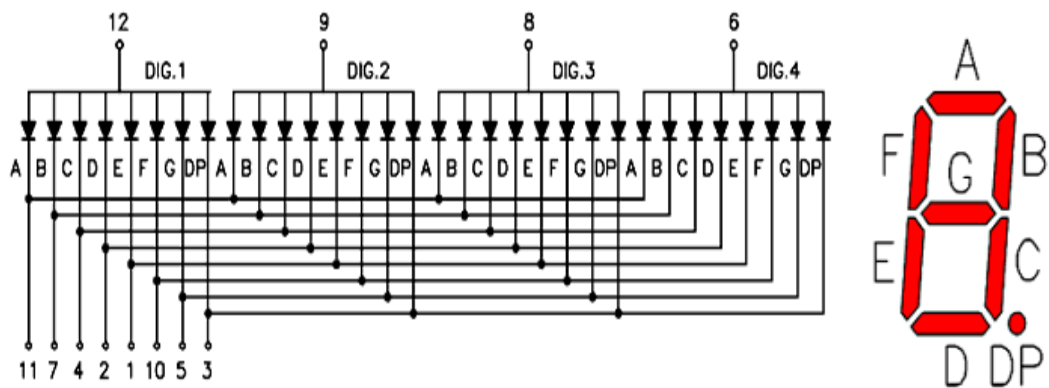 12 9 8 6
DIG.1 DIG.2 DIG.3 DIG.4
A B C D E F G DP A B C D E F G DP A B C D E F G DP A B C D E F G DP
11 7 4 2 1 10 5 3
A
F B
G
E C
D DP